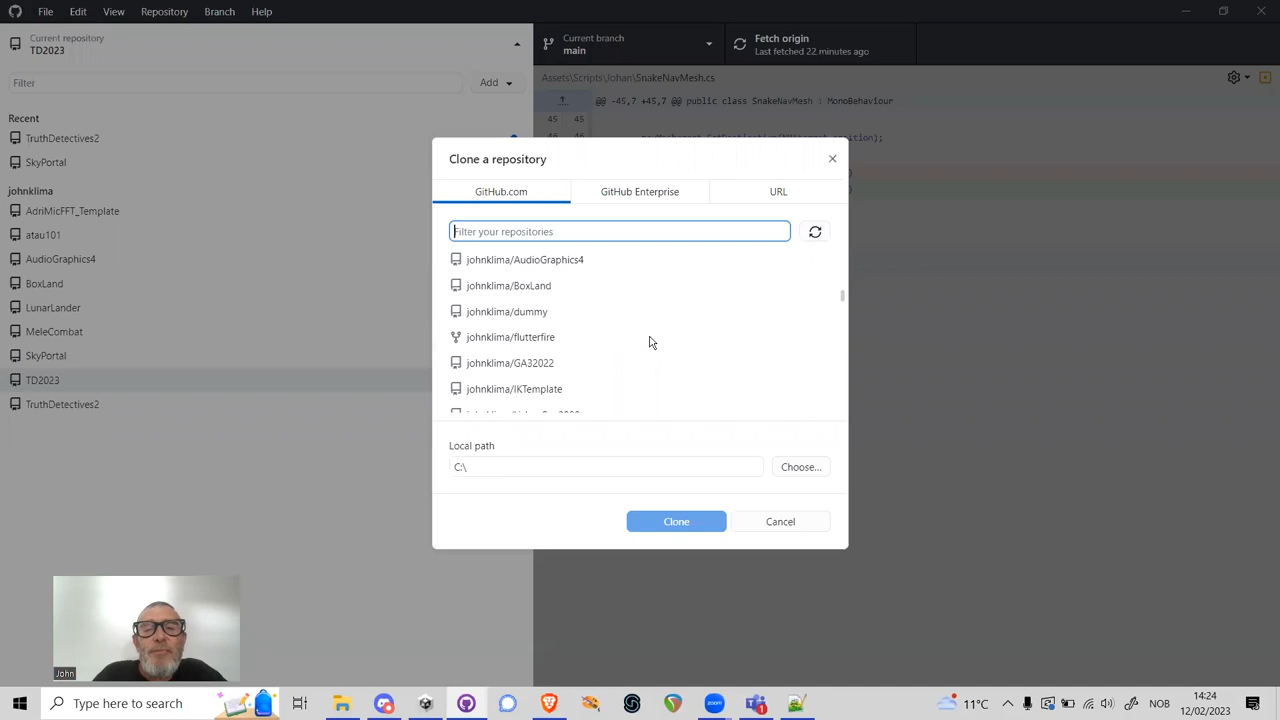 File Edit View Repository Branch Help
Current repository
TD2023
Current branch
main
Fetch origin
Last fetched 22 minutes ago
Filter
Add
Assets\Scripts\Johan\SnakeNavMesh.cs
@@ -45,7 +45,7 @@ public class SnakeNavMesh : MonoBehaviour
45 45
Recent
TruthDetectives2
SkyPortal
johnklima
AdriMicFFT_Template
atau101
AudioGraphics4
BoxLand
LunarLander
MeleCombat
SkyPortal
TD2023
TruthDetectives2
Clone a repository
GitHub.com
GitHub Enterprise
URL
Filter your repositories
johnklima/AudioGraphics4
johnklima/BoxLand
johnklima/dummy
johnklima/flutterfire
johnklima/GA32022
johnklima/IKTemplate
Local path
C:\
Choose...
Clone
Cancel
John
Type here to search
zoom
1
11°C
NOB
14:24
12/02/2023